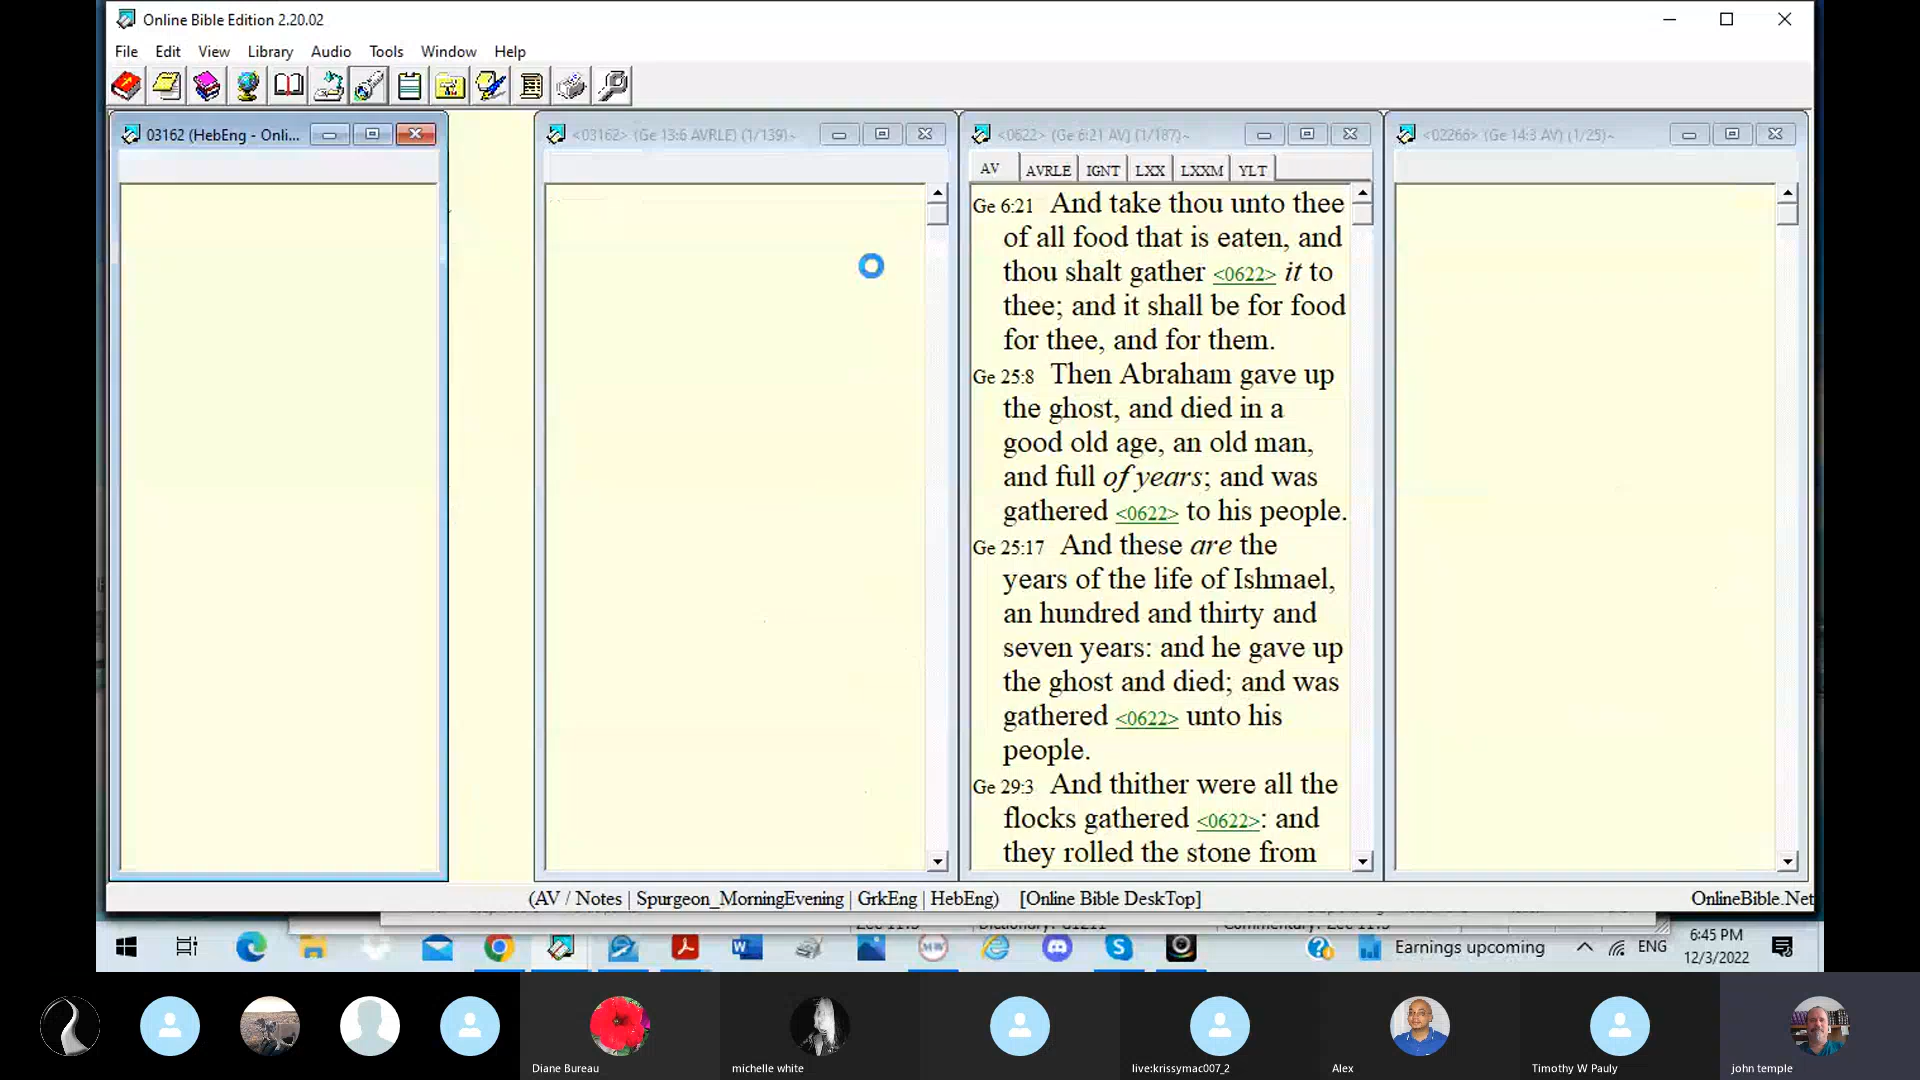 Online Bible Edition 2.20.02
File Edit View Library Audio Tools Window Help
03162 (HebEng - Onli...
<03162> (Ge 13:6 AVRLE) (1/139)~
<0622> (Ge 6:21 AV) (1/187)~
<02266> (Ge 14:3 AV) (1/25)~
AV AVRLE IGNT LXX LXXM YLT
Ge 6:21 And take thou unto thee
of all food that is eaten, and
thou shalt gather <0622> it to
thee; and it shall be for food
for thee, and for them.
Ge 25:8 Then Abraham gave up
the ghost, and died in a
good old age, an old man,
and full of years; and was
gathered <0622> to his people.
Ge 25:17 And these are the
years of the life of Ishmael,
an hundred and thirty and
seven years: and he gave up
the ghost and died; and was
gathered <0622> unto his
people.
Ge 29:3 And thither were all the
flocks gathered <0622>: and
they rolled the stone from
(AV / Notes | Spurgeon_MorningEvening | GrkEng | HebEng) [Online Bible DeskTop] OnlineBible.Net
Earnings upcoming
ENG
6:45 PM
12/3/2022
Diane Bureau
michelle white
live:krissymac007_2
Alex
Timothy W Pauly
john temple